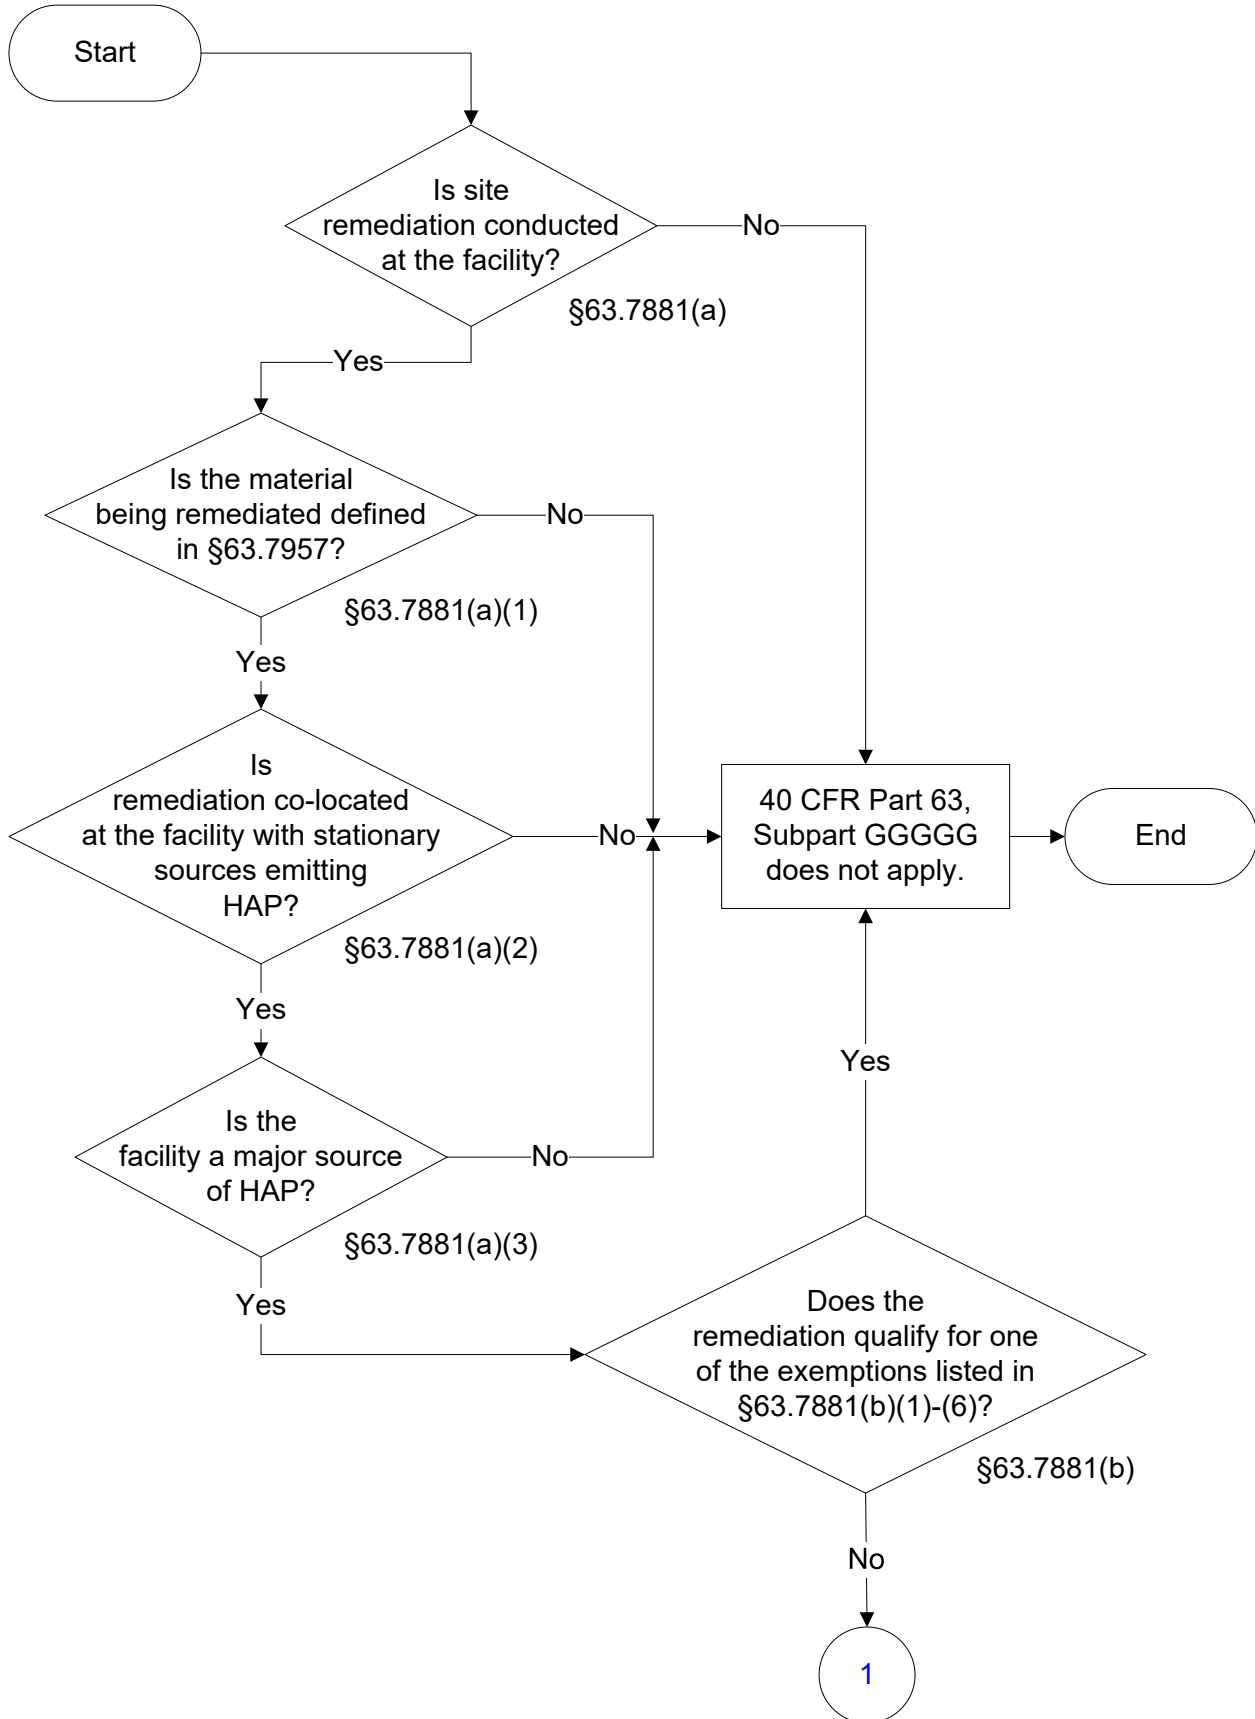 Start
Is site
remediation conducted
at the facility?
No
§63.7881(a)
Yes
Is the material
being remediated defined
in §63.7957?
No
§63.7881(a)(1)
Yes
Is
remediation co-located
at the facility with stationary
sources emitting
HAP?
No
§63.7881(a)(2)
40 CFR Part 63,
Subpart GGGGG
does not apply.
End
Yes
Is the
facility a major source
of HAP?
No
§63.7881(a)(3)
Yes
Yes
Does the
remediation qualify for one
of the exemptions listed in
§63.7881(b)(1)-(6)?
§63.7881(b)
No
1